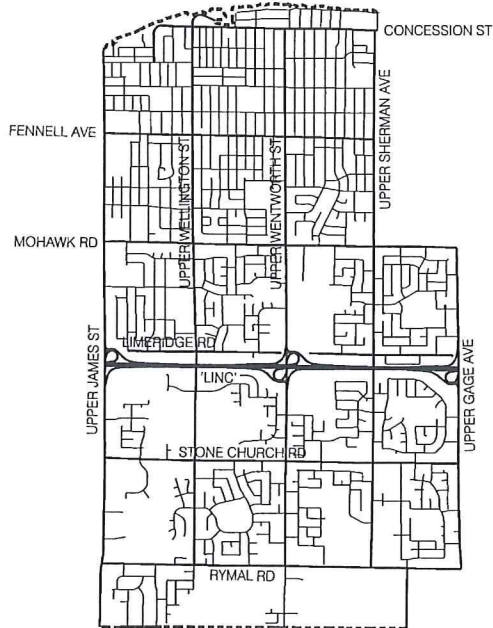 CONCESSION ST
FENNELL AVE
UPPER SHERMAN AVE
UPPER WELLINGTON ST
UPPER WENTWORTH ST
MOHAWK RD
LIMERIDGE RD
UPPER JAMES ST
'LINC'
UPPER GAGE AVE
STONE CHURCH RD
RYMAL RD